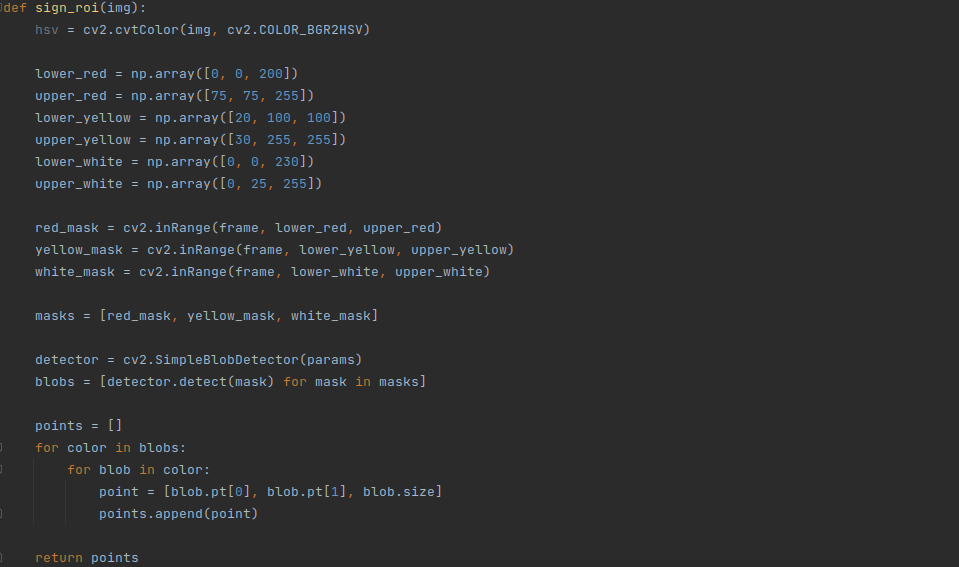 def sign_roi(img):
    hsv = cv2.cvtColor(img, cv2.COLOR_BGR2HSV)

    lower_red = np.array([0, 0, 200])
    upper_red = np.array([75, 75, 255])
    lower_yellow = np.array([20, 100, 100])
    upper_yellow = np.array([30, 255, 255])
    lower_white = np.array([0, 0, 230])
    upper_white = np.array([0, 25, 255])

    red_mask = cv2.inRange(frame, lower_red, upper_red)
    yellow_mask = cv2.inRange(frame, lower_yellow, upper_yellow)
    white_mask = cv2.inRange(frame, lower_white, upper_white)

    masks = [red_mask, yellow_mask, white_mask]

    detector = cv2.SimpleBlobDetector(params)
    blobs = [detector.detect(mask) for mask in masks]

    points = []
    for color in blobs:
        for blob in color:
            point = [blob.pt[0], blob.pt[1], blob.size]
            points.append(point)

    return points